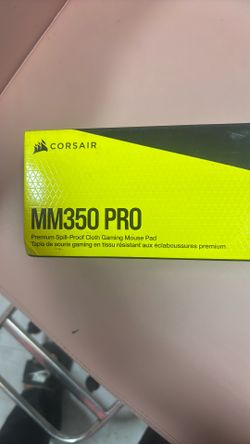 CORSAIR
MM350 PRO
Premium Spill-Proof Cloth Gaming Mouse Pad
Tapis de souris gaming en tissu résistant aux éclaboussures premium